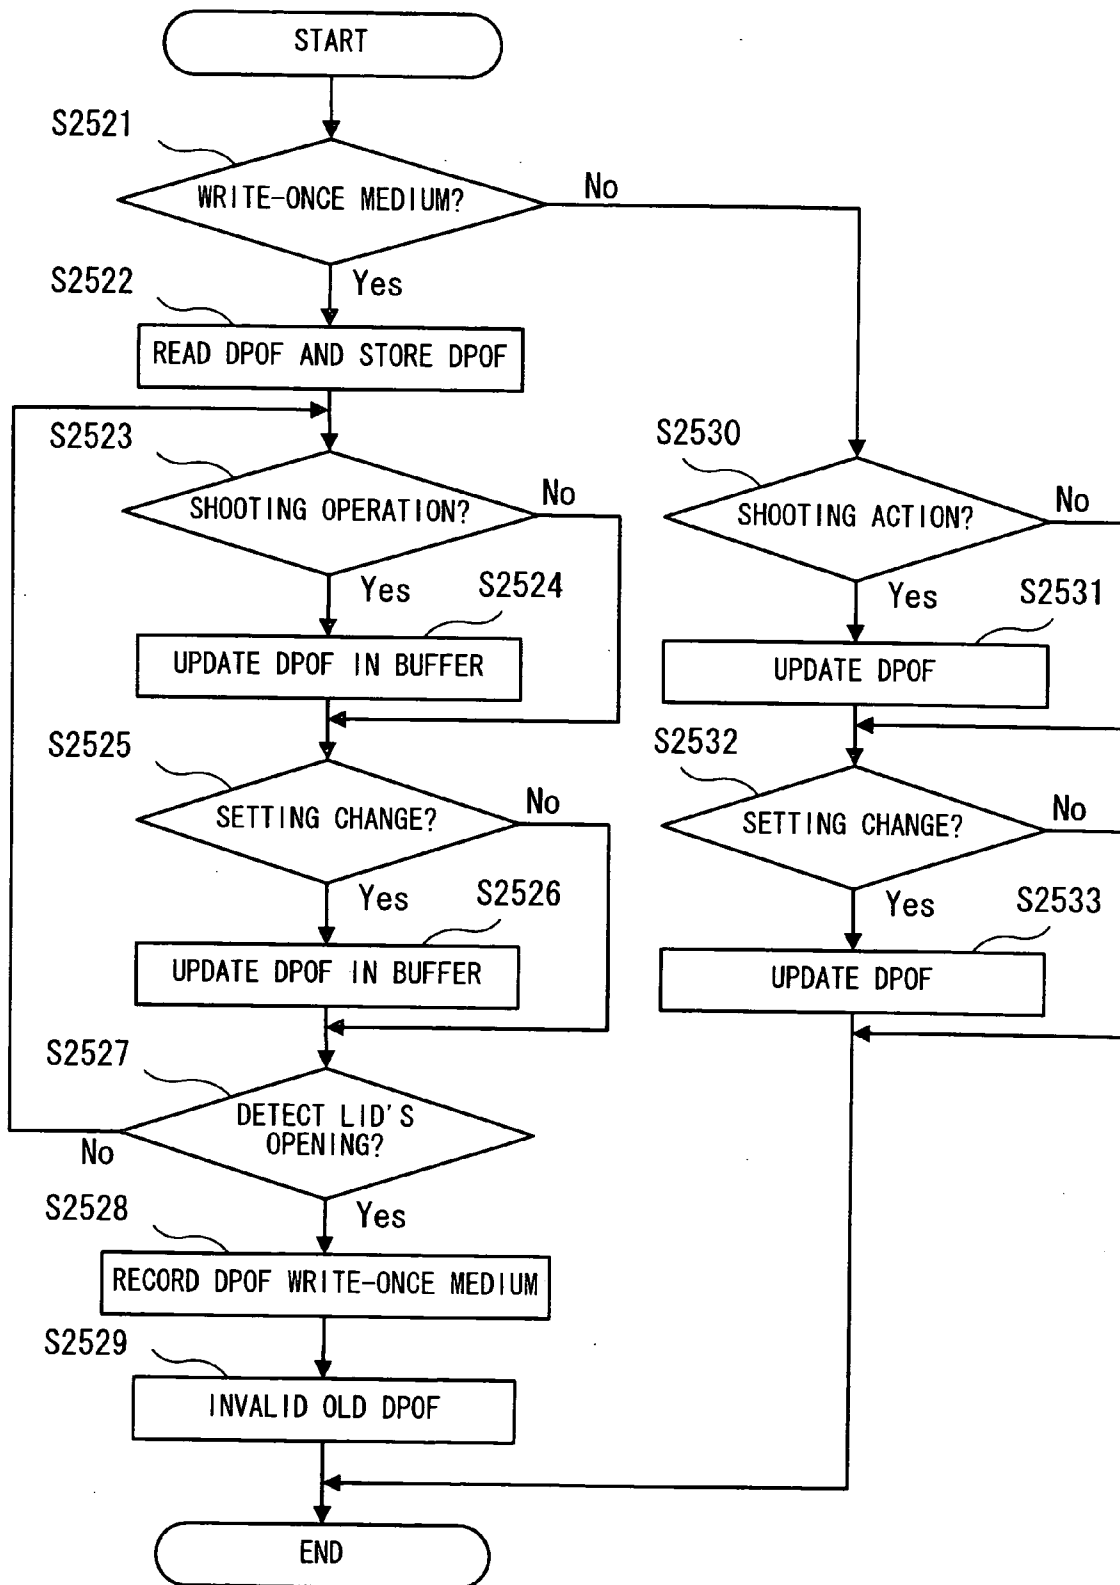 START
S2521
WRITE-ONCE MEDIUM?
No
Yes
S2522
READ DPOF AND STORE DPOF
S2523
SHOOTING OPERATION?
No
Yes
S2524
UPDATE DPOF IN BUFFER
S2525
SETTING CHANGE?
No
Yes
S2526
UPDATE DPOF IN BUFFER
S2527
DETECT LID'S
OPENING?
No
Yes
S2528
RECORD DPOF WRITE-ONCE MEDIUM
S2529
INVALID OLD DPOF
END
S2530
SHOOTING ACTION?
No
Yes
S2531
UPDATE DPOF
S2532
SETTING CHANGE?
No
Yes
S2533
UPDATE DPOF